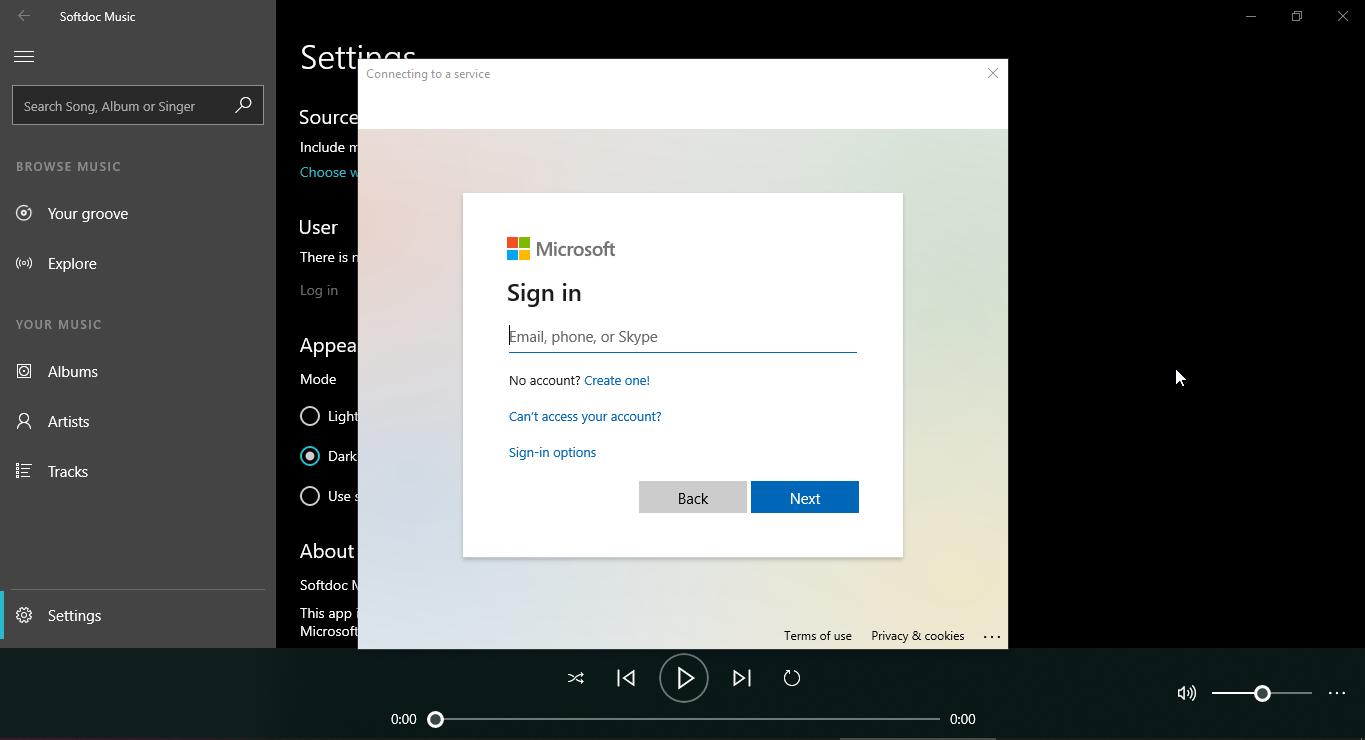 Softdoc Music
Search Song, Album or Singer
BROWSE MUSIC
Your groove
Explore
YOUR MUSIC
Albums
Artists
Tracks
Settings
Settings
Source
Include m
Choose w
User
There is n
Log in
Appea
Mode
Light
Dark
Use s
About
Softdoc M
This app i
Microsoft
Connecting to a service
Microsoft
Sign in
Email, phone, or Skype
No account? Create one!
Can't access your account?
Sign-in options
Back
Next
Terms of use Privacy & cookies ...
0:00
0:00